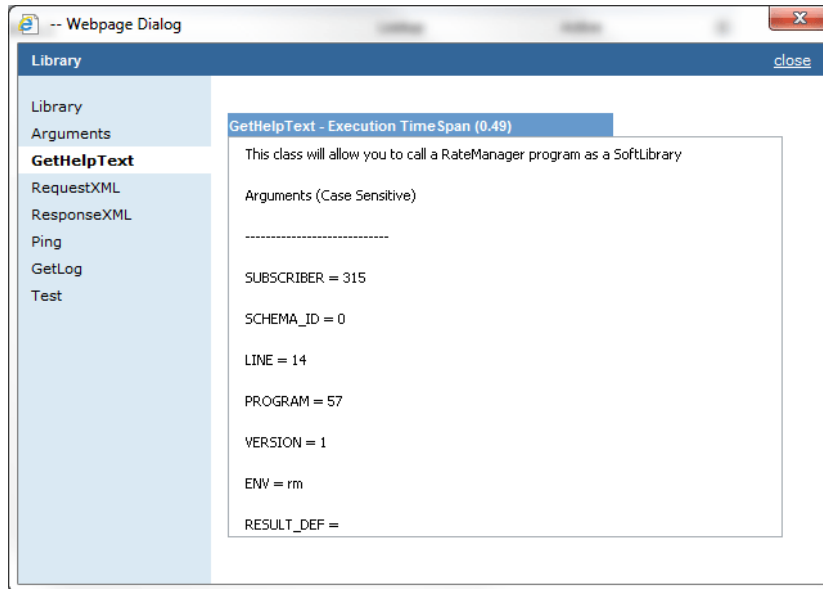 -- Webpage Dialog
Library
close
Library
Arguments
GetHelpText
RequestXML
ResponseXML
Ping
GetLog
Test
GetHelpText - Execution TimeSpan (0.49)
This class will allow you to call a RateManager program as a SoftLibrary
Arguments (Case Sensitive)
----------------------------
SUBSCRIBER = 315
SCHEMA_ID = 0
LINE = 14
PROGRAM = 57
VERSION = 1
ENV = rm
RESULT_DEF =